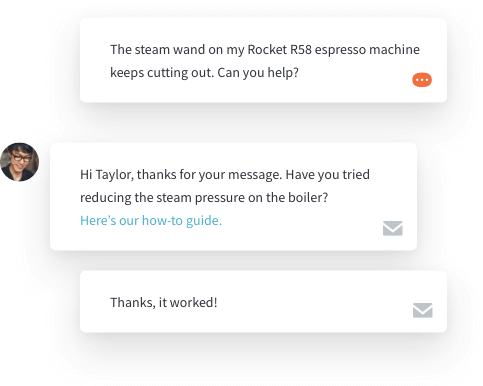 The steam wand on my Rocket R58 espresso machine
keeps cutting out. Can you help?
Hi Taylor, thanks for your message. Have you tried
reducing the steam pressure on the boiler?
Here's our how-to guide.
Thanks, it worked!